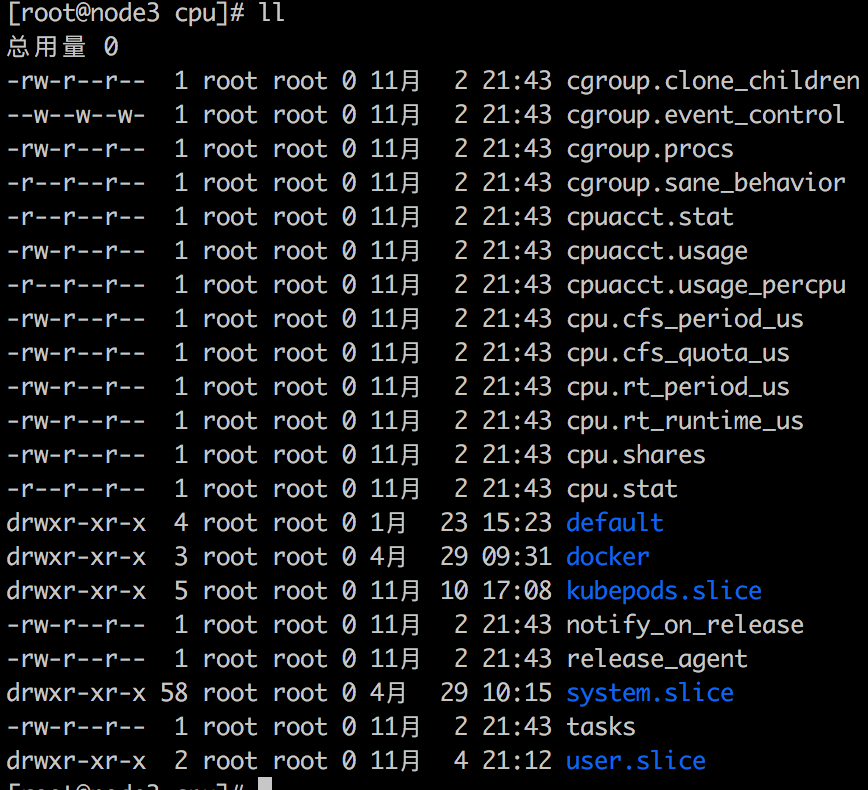 [root@node3 cpu]# ll
总用量 0
-rw-r--r--  1 root root 0 11月  2 21:43 cgroup.clone_children
--w--w--w-  1 root root 0 11月  2 21:43 cgroup.event_control
-rw-r--r--  1 root root 0 11月  2 21:43 cgroup.procs
-r--r--r--  1 root root 0 11月  2 21:43 cgroup.sane_behavior
-r--r--r--  1 root root 0 11月  2 21:43 cpuacct.stat
-rw-r--r--  1 root root 0 11月  2 21:43 cpuacct.usage
-r--r--r--  1 root root 0 11月  2 21:43 cpuacct.usage_percpu
-rw-r--r--  1 root root 0 11月  2 21:43 cpu.cfs_period_us
-rw-r--r--  1 root root 0 11月  2 21:43 cpu.cfs_quota_us
-rw-r--r--  1 root root 0 11月  2 21:43 cpu.rt_period_us
-rw-r--r--  1 root root 0 11月  2 21:43 cpu.rt_runtime_us
-rw-r--r--  1 root root 0 11月  2 21:43 cpu.shares
-r--r--r--  1 root root 0 11月  2 21:43 cpu.stat
drwxr-xr-x  4 root root 0 1月  23 15:23 default
drwxr-xr-x  3 root root 0 4月  29 09:31 docker
drwxr-xr-x  5 root root 0 11月 10 17:08 kubepods.slice
-rw-r--r--  1 root root 0 11月  2 21:43 notify_on_release
-rw-r--r--  1 root root 0 11月  2 21:43 release_agent
drwxr-xr-x 58 root root 0 4月  29 10:15 system.slice
-rw-r--r--  1 root root 0 11月  2 21:43 tasks
drwxr-xr-x  2 root root 0 11月  4 21:12 user.slice
[root@node3 cpu]#